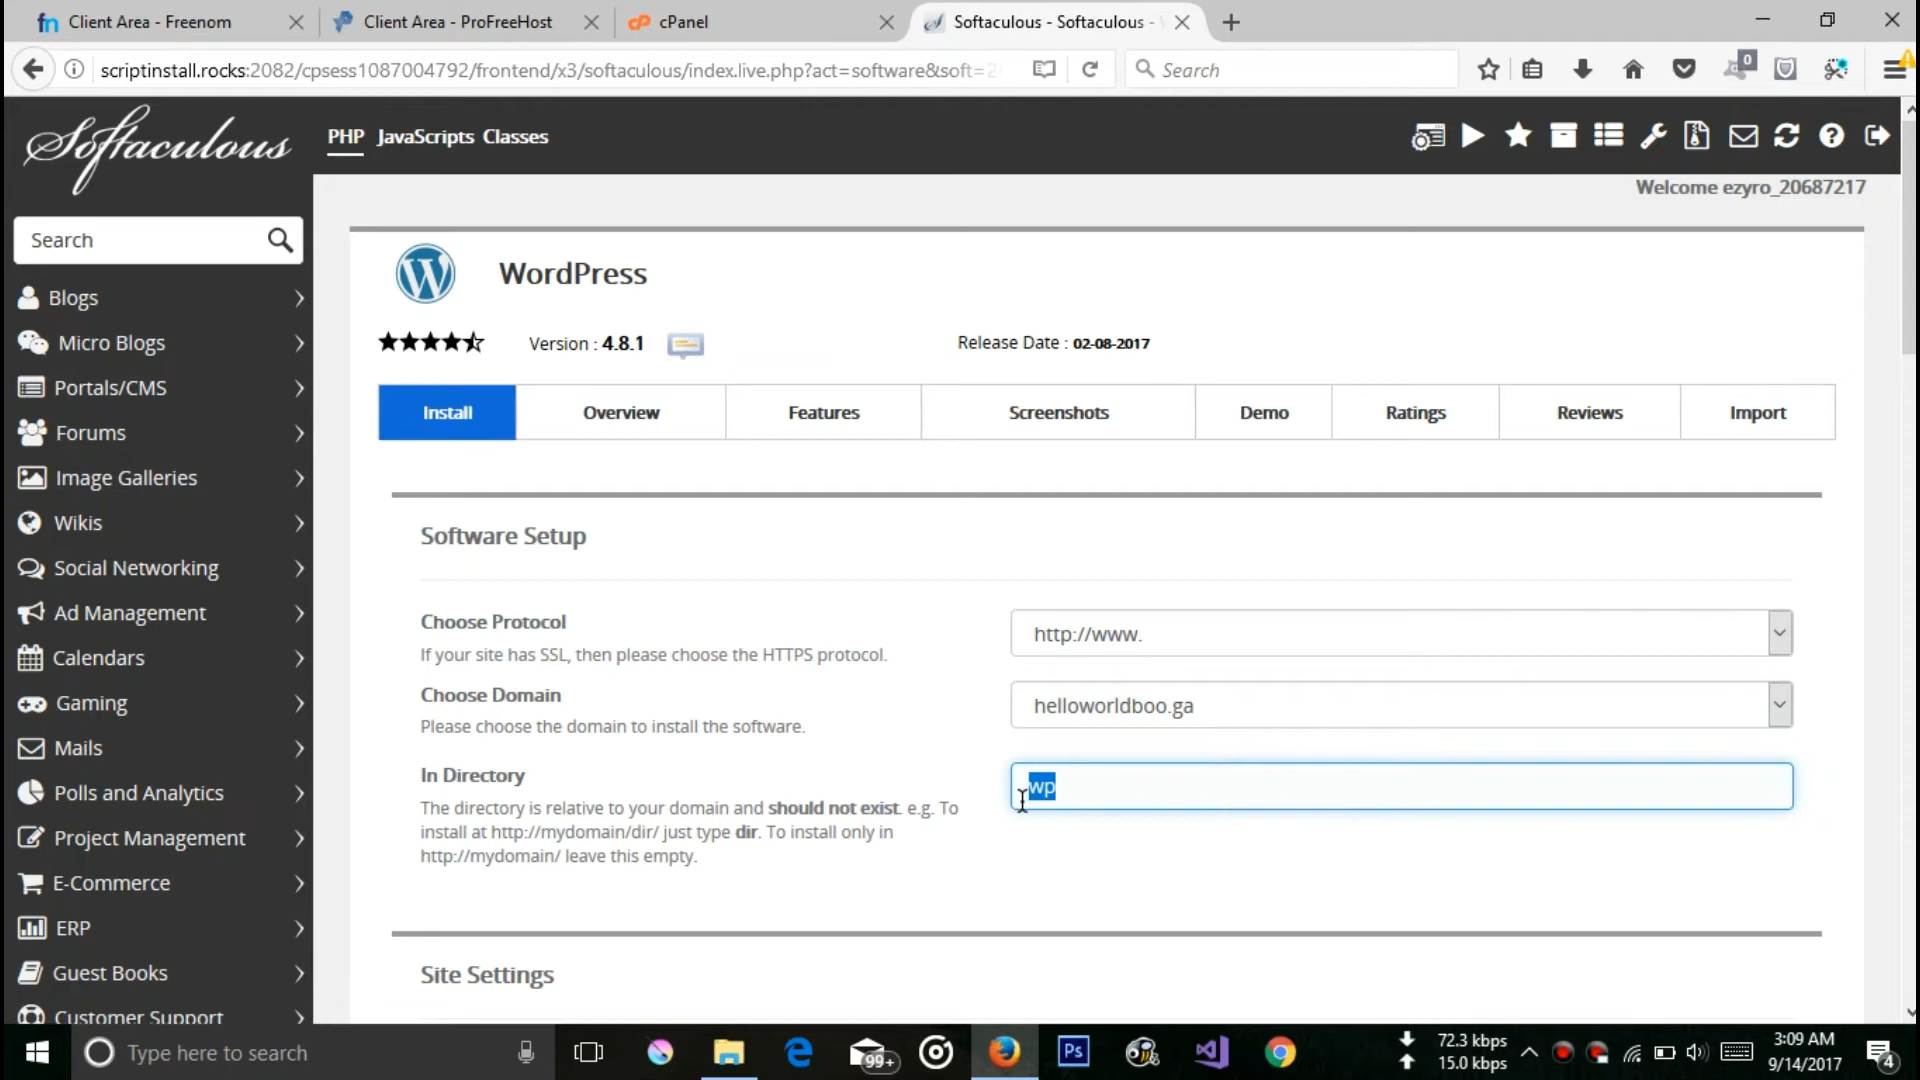 Client Area - Freenom
Client Area - ProFreeHost
cPanel
Softaculous - Softaculous -
scriptinstall.rocks:2082/cpsess1087004792/frontend/x3/softaculous/index.live.php?act=software&soft=2
Search
0
Softaculous
PHP JavaScripts Classes
Welcome ezyro_20687217
Search
Blogs
Micro Blogs
Portals/CMS
Forums
Image Galleries
Wikis
Social Networking
Ad Management
Calendars
Gaming
Mails
Polls and Analytics
Project Management
E-Commerce
ERP
Guest Books
Customer Support
WordPress
Version : 4.8.1
Release Date : 02-08-2017
Install
Overview
Features
Screenshots
Demo
Ratings
Reviews
Import
Software Setup
Choose Protocol
If your site has SSL, then please choose the HTTPS protocol.
http://www.
Choose Domain
Please choose the domain to install the software.
helloworldboo.ga
In Directory
The directory is relative to your domain and should not exist. e.g. To
install at http://mydomain/dir/ just type dir. To install only in
http://mydomain/ leave this empty.
wp
Site Settings
Type here to search
99+
Ps
72.3 kbps
15.0 kbps
3:09 AM
9/14/2017
4